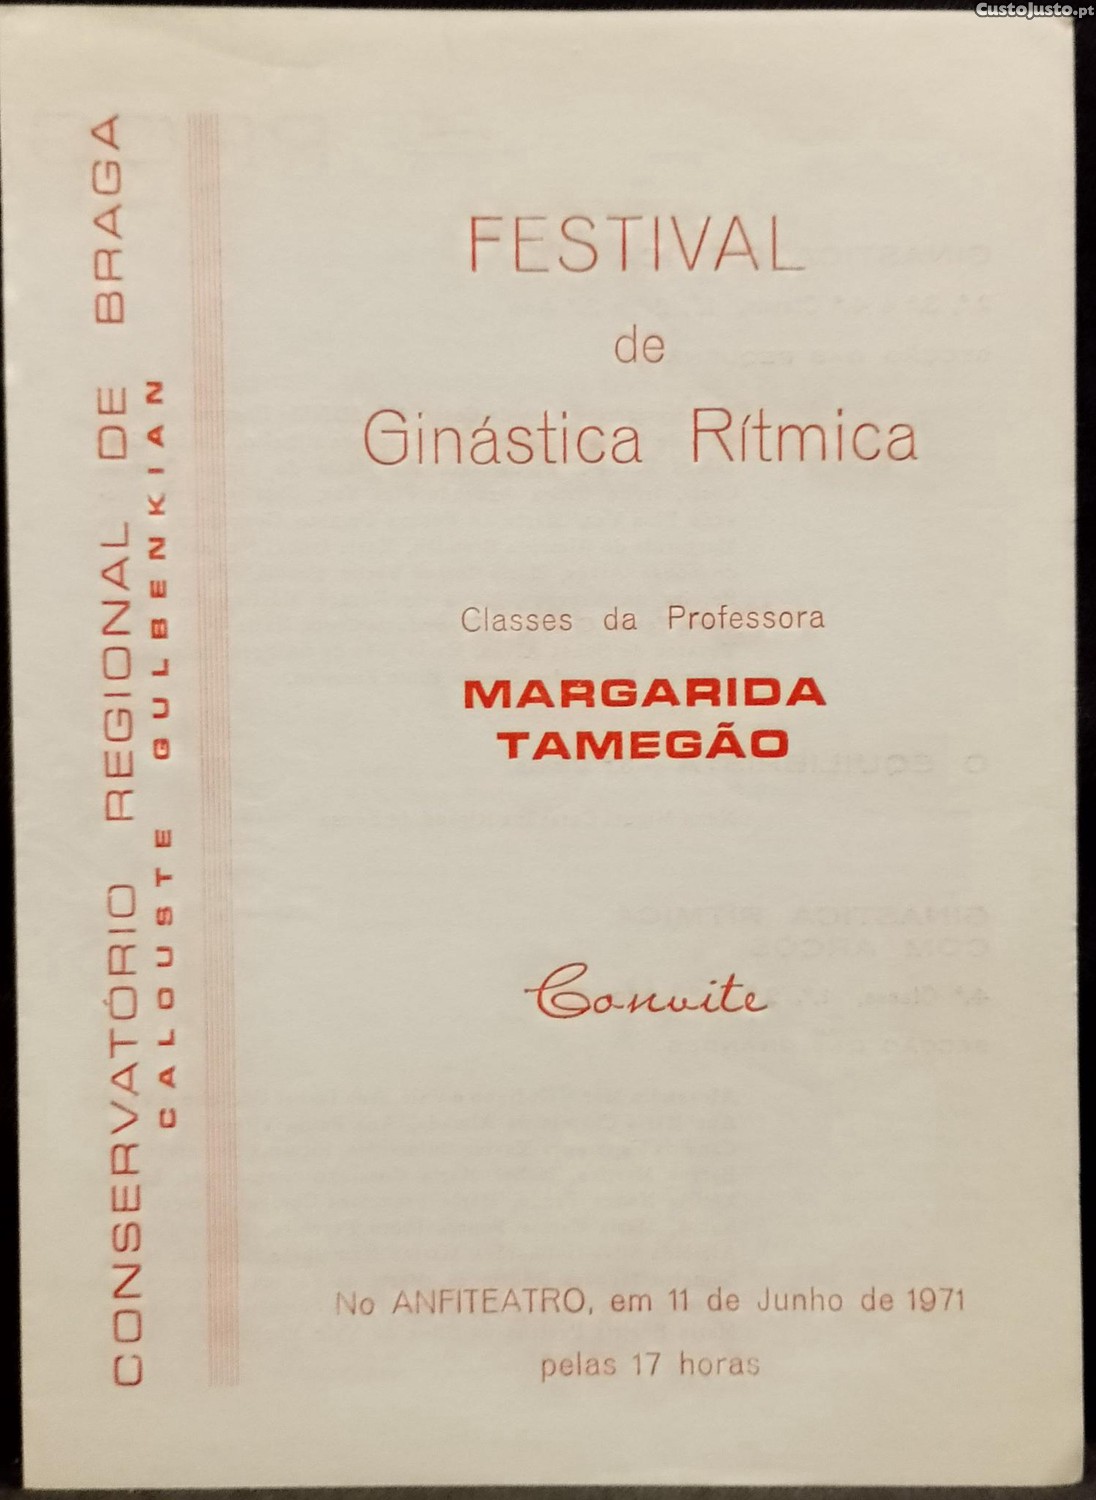 CustoJusto.pt
CONSERVATÓRIO REGIONAL DE BRAGA
CALOUSTE GULBENKIAN
FESTIVAL
de
Ginástica Rítmica
Classes da Professora
MARGARIDA
TAMEGÃO
Convite
No ANFITEATRO, em 11 de Junho de 1971
pelas 17 horas